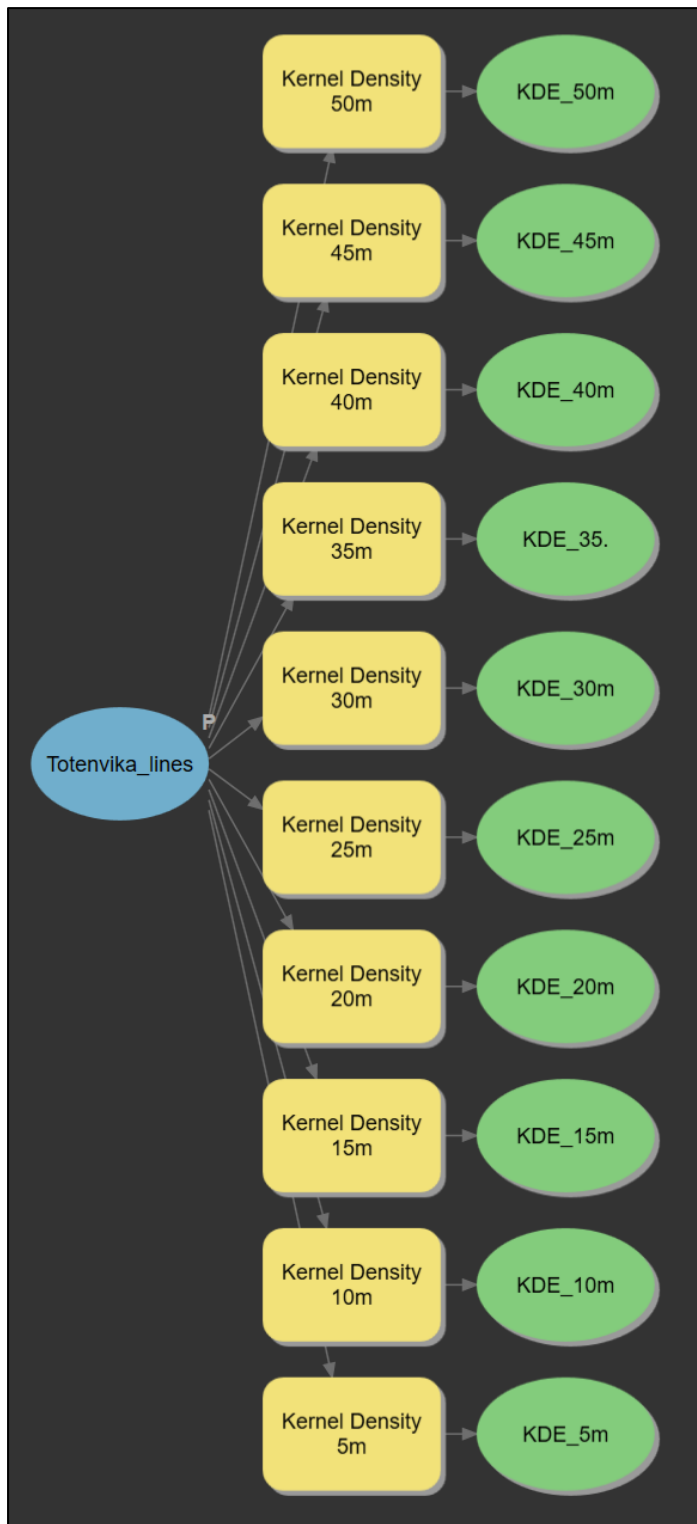 Kernel Density
50m
KDE_50m
Kernel Density
45m
KDE_45m
Kernel Density
40m
KDE_40m
Kernel Density
35m
KDE_35.
Kernel Density
30m
KDE_30m
P
Totenvika_lines
Kernel Density
25m
KDE_25m
Kernel Density
20m
KDE_20m
Kernel Density
15m
KDE_15m
Kernel Density
10m
KDE_10m
Kernel Density
5m
KDE_5m